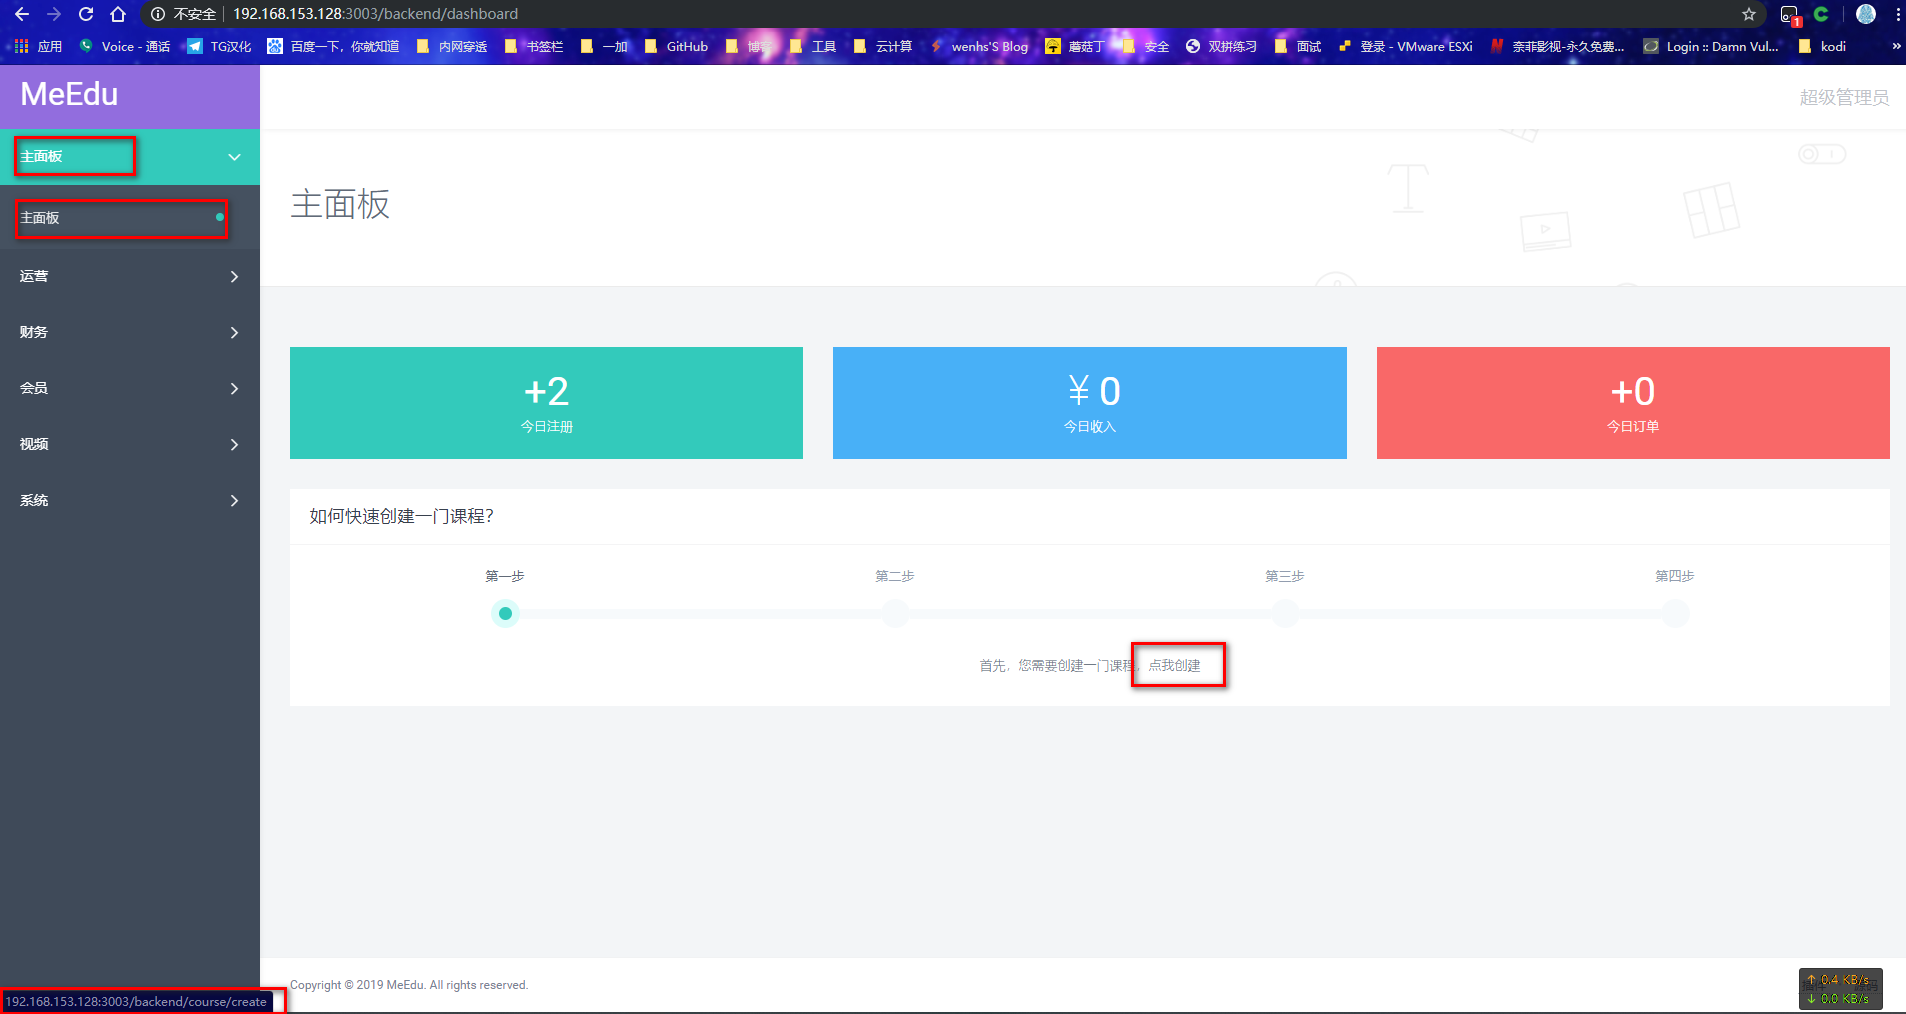 不安全 192.168.153.128:3003/backend/dashboard
1
应用 Voice - 通话 TG汉化 百度一下，你就知道 内网穿透 书签栏 一加 GitHub 博客 工具 云计算 wenhs'S Blog 蘑菇丁 安全 双拼练习 面试 登录 - VMware ESXi 奈菲影视-永久免费... Login :: Damn Vul... kodi »
MeEdu
超级管理员
主面板
主面板
运营
财务
会员
视频
系统
主面板
+2
今日注册
￥0
今日收入
+0
今日订单
如何快速创建一门课程？
第一步 第二步 第三步 第四步
首先，您需要创建一门课程，点我创建
Copyright © 2019 MeEdu. All rights reserved.
192.168.153.128:3003/backend/course/create
↑ 0.4 KB/s
↓ 0.0 KB/s